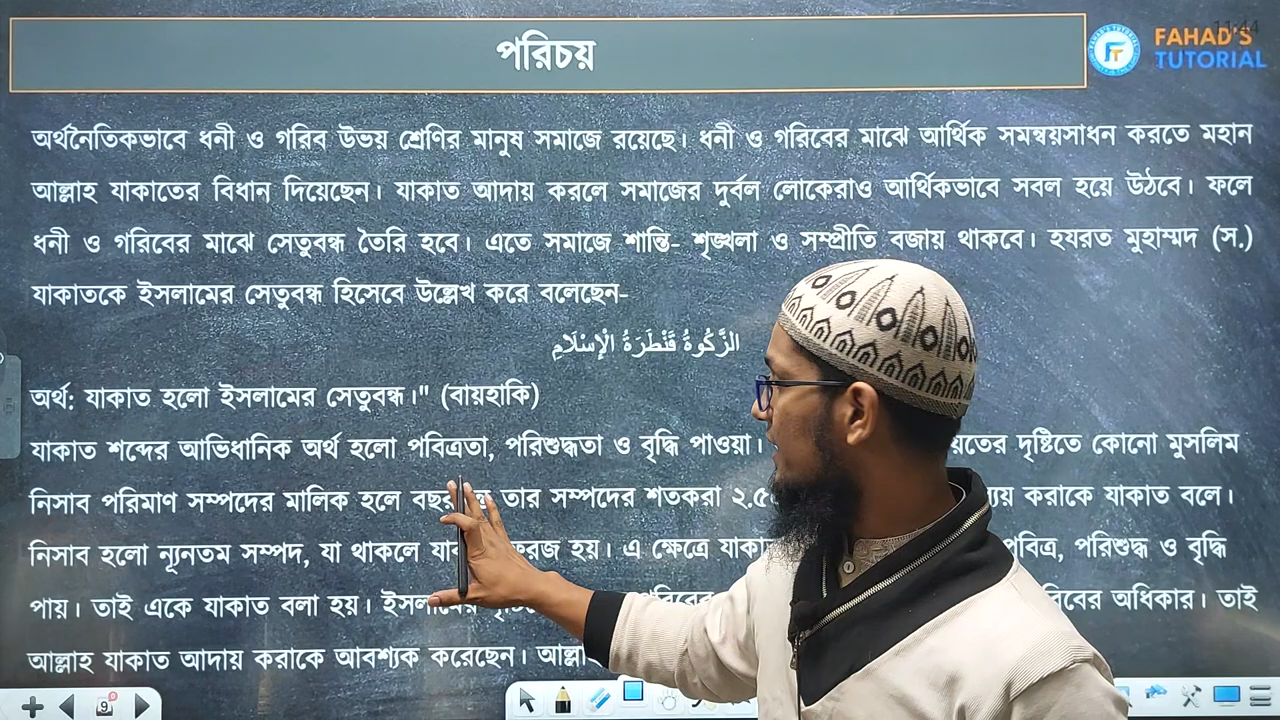 পরিচয়
11:44
FAHAD'S
TUTORIAL
অর্থনৈতিকভাবে ধনী ও গরিব উভয় শ্রেণির মানুষ সমাজে রয়েছে। ধনী ও গরিবের মাঝে আর্থিক সমন্বয়সাধন করতে মহান
আল্লাহ যাকাতের বিধান দিয়েছেন। যাকাত আদায় করলে সমাজের দুর্বল লোকেরাও আর্থিকভাবে সবল হয়ে উঠবে। ফলে
ধনী ও গরিবের মাঝে সেতুবন্ধ তৈরি হবে। এতে সমাজে শান্তি- শৃঙ্খলা ও সম্প্রীতি বজায় থাকবে। হযরত মুহাম্মদ (স.)
যাকাতকে ইসলামের সেতুবন্ধ হিসেবে উল্লেখ করে বলেছেন-
الزَّكُوةُ قَنْطَرَةُ الْإِسْلَامِ
অর্থ: যাকাত হলো ইসলামের সেতুবন্ধ।" (বায়হাকি)
যাকাত শব্দের আভিধানিক অর্থ হলো পবিত্রতা, পরিশুদ্ধতা ও বৃদ্ধি পাওয়া। দৃষ্টিতে কোনো মুসলিম
নিসাব পরিমাণ সম্পদের মালিক হলে তার সম্পদের শতকরা করাকে যাকাত বলে।
নিসাব হলো ন্যূনতম সম্পদ, যা থাকলে হয়। এ ক্ষেত্রে পরিশুদ্ধ ও বৃদ্ধি
পায়। তাই একে যাকাত বলা হয়। অধিকার। তাই
আল্লাহ যাকাত আদায় করাকে আবশ্যক করেছেন।
9